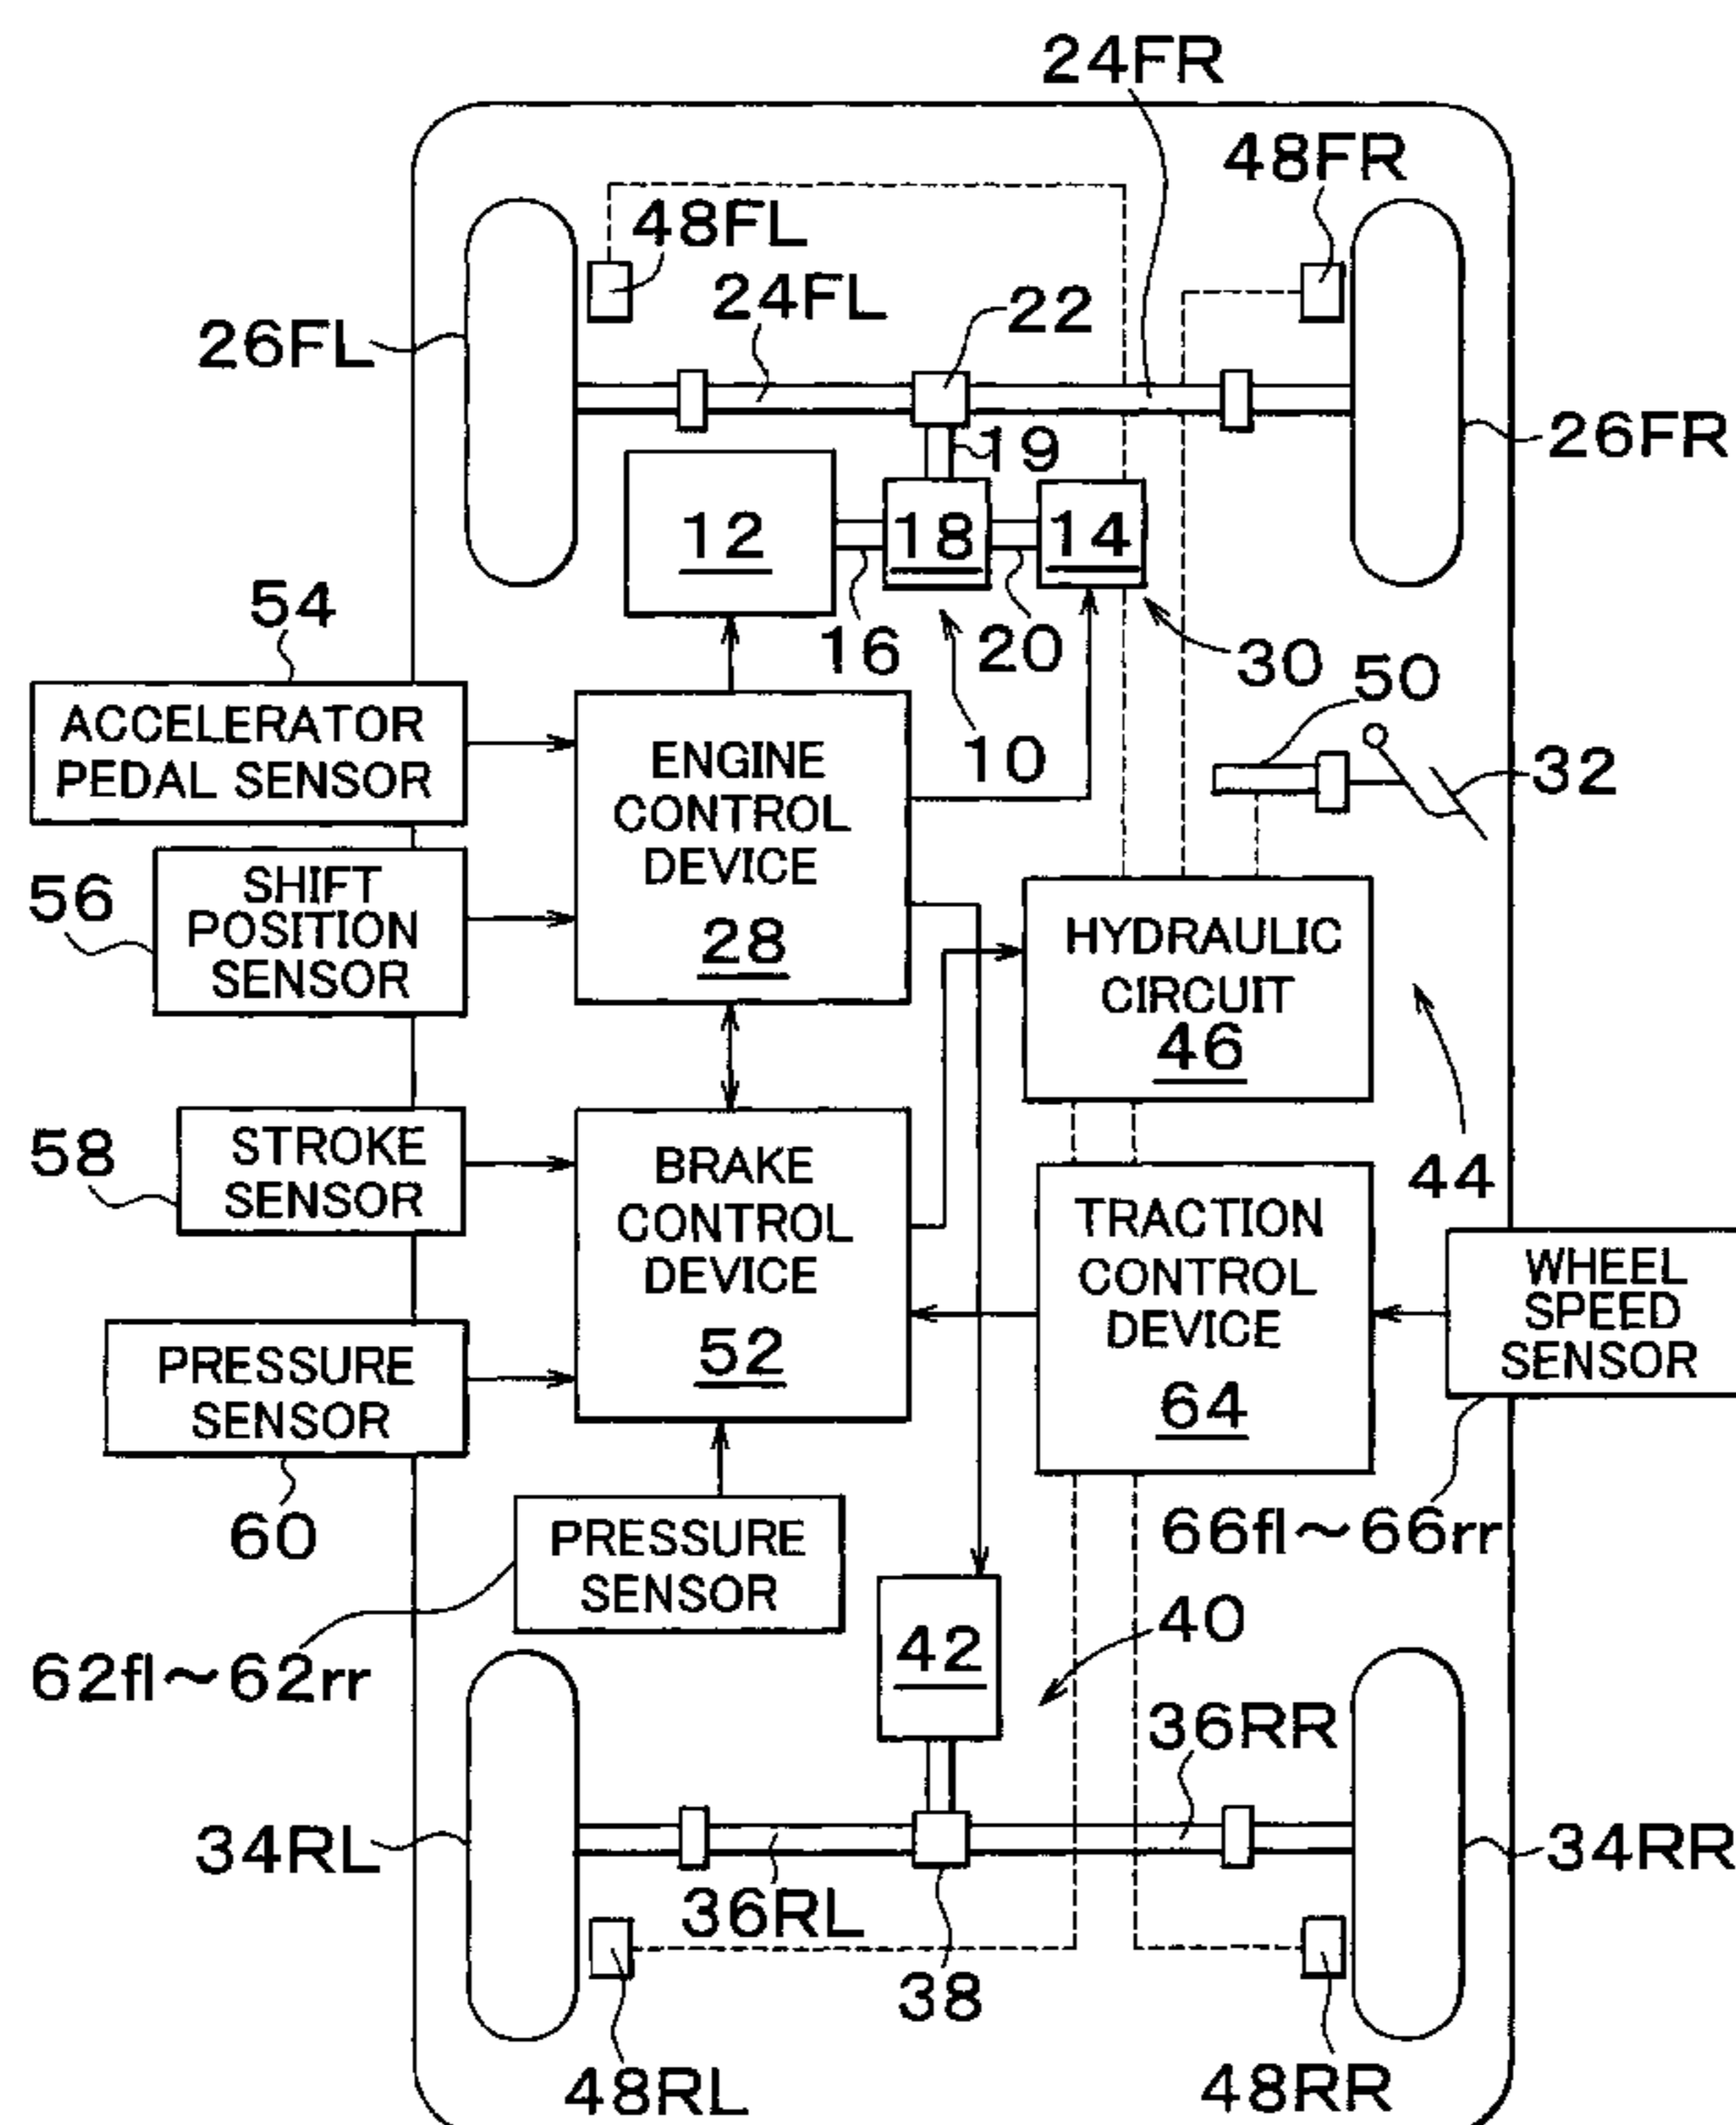 24FR
48FR
48FL
24FL
22
26FL
26FR
19
12
18
14
54
16
20
30
50
ACCELERATOR
PEDAL SENSOR
ENGINE
CONTROL
DEVICE
28
10
32
56
SHIFT
POSITION
SENSOR
HYDRAULIC
CIRCUIT
46
58
STROKE
SENSOR
BRAKE
CONTROL
DEVICE
52
44
TRACTION
CONTROL
DEVICE
64
WHEEL
SPEED
SENSOR
PRESSURE
SENSOR
60
PRESSURE
SENSOR
66fl～66rr
62fl～62rr
42
40
36RR
34RL
34RR
36RL
38
48RL
48RR